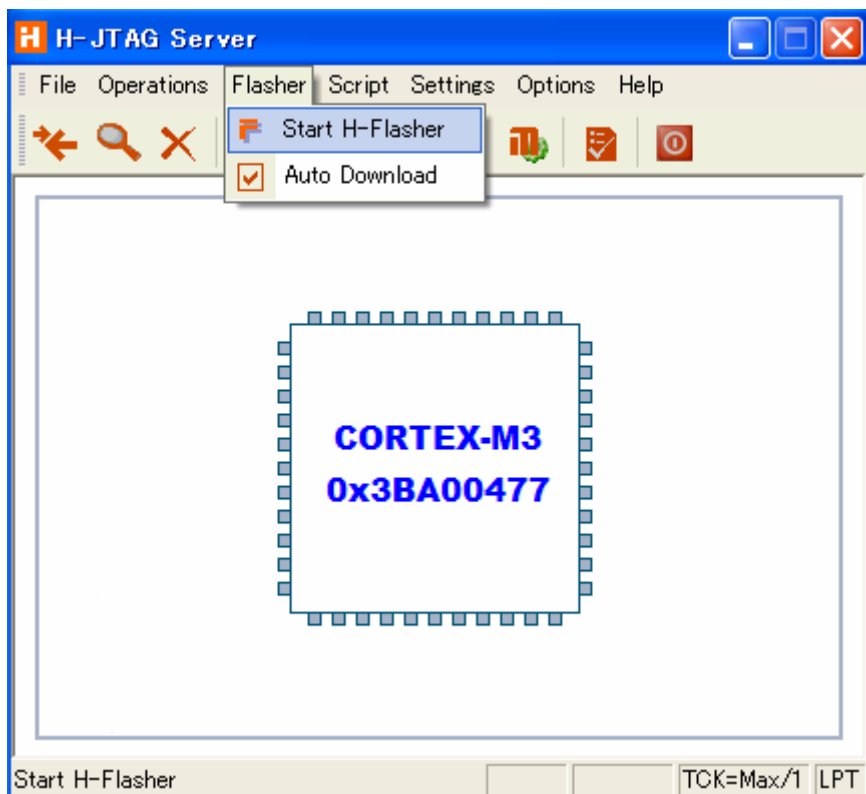 H-JTAG Server
File Operations Flasher Script Settings Options Help
Start H-Flasher
Auto Download
CORTEX-M3
0x3BA00477
Start H-Flasher TCK=Max/1 LPT